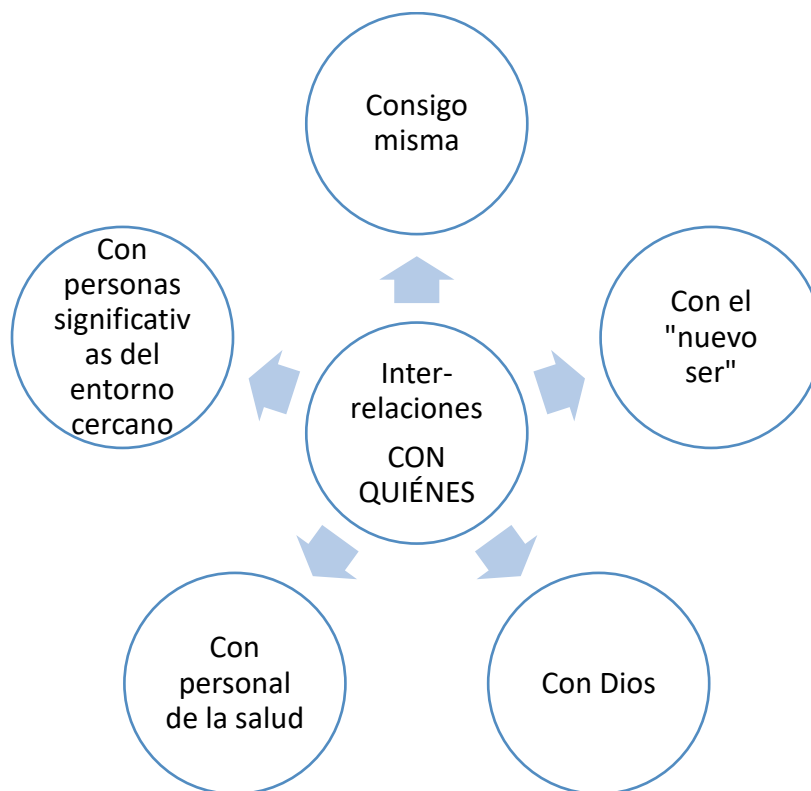 Consigo
misma
Con
personas
significativ
as del
entorno
cercano
Con el
"nuevo
ser"
Inter-
relaciones
CON
QUIÉNES
Con
personal
de la salud
Con Dios